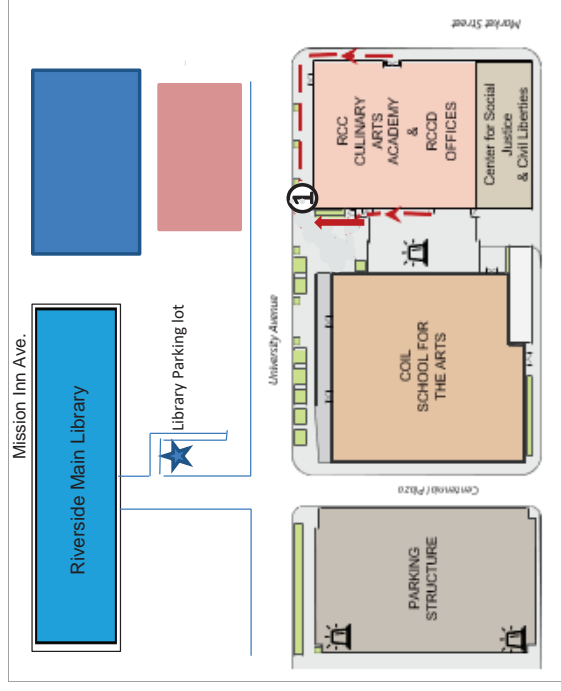 Market Street
RCC
CULINARY
ARTS
ACADEMY
&
RCCD
OFFICES
Center for Social
Justice
& Civil Liberties
1
Mission Inn Ave.
Riverside Main Library
Library Parking lot
University Avenue
COIL
SCHOOL FOR
THE ARTS
Centennial Plaza
PARKING
STRUCTURE